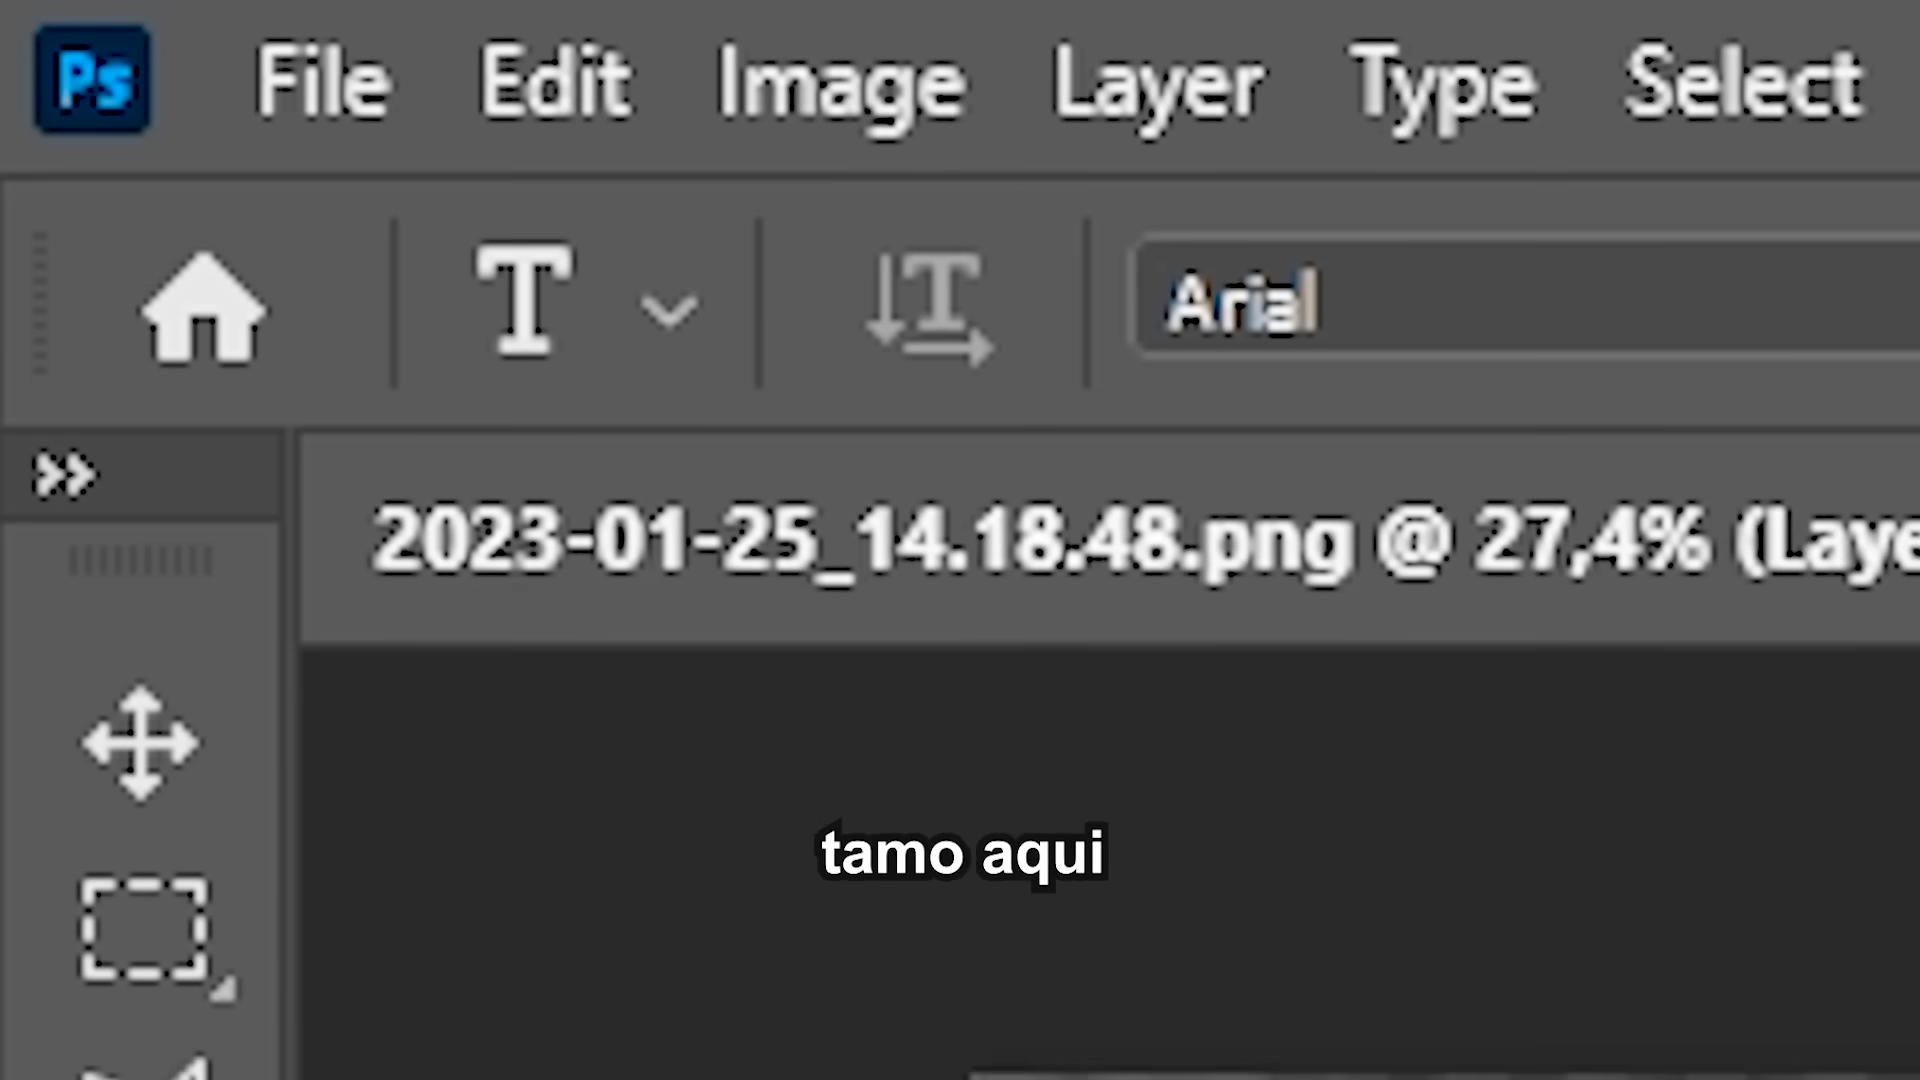 Ps File Edit Image Layer Type Select
Arial
2023-01-25_14.18.48.png @ 27,4% (Laye
tamo aqui